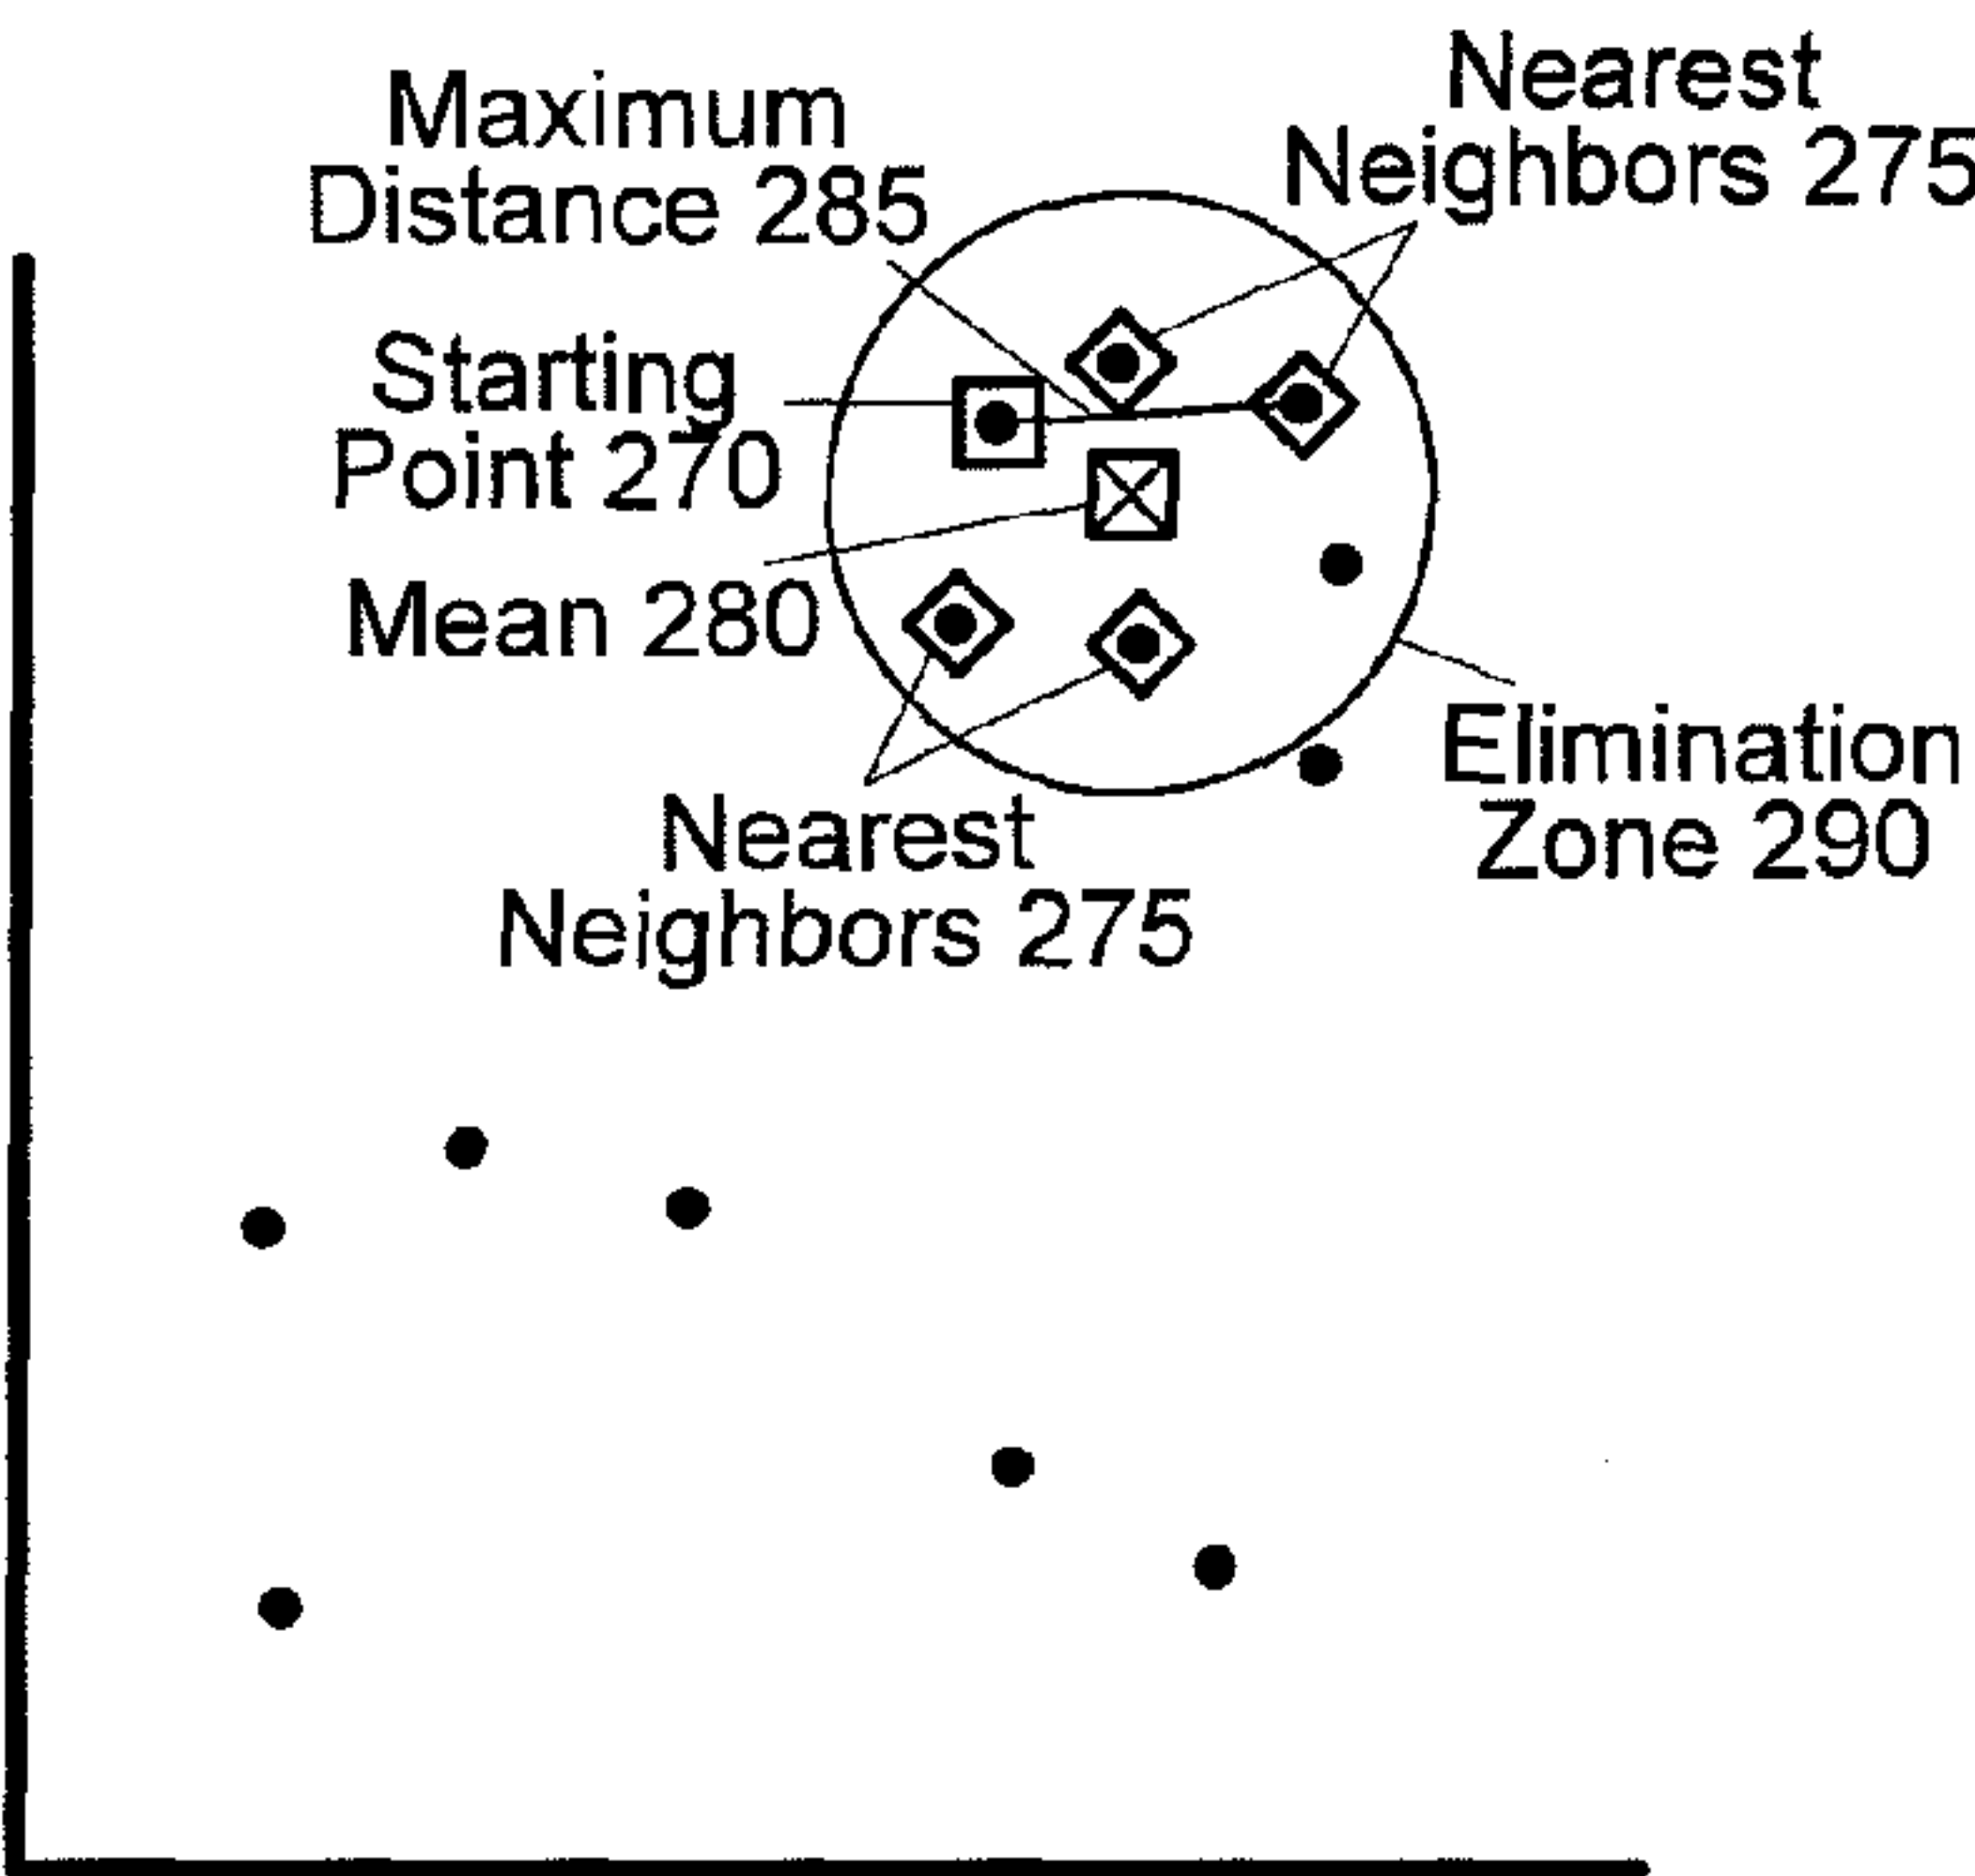 Maximum
Distance 285
Nearest
Neighbors 275
Starting
Point 270
Mean 280
Elimination
Zone 290
Nearest
Neighbors 275